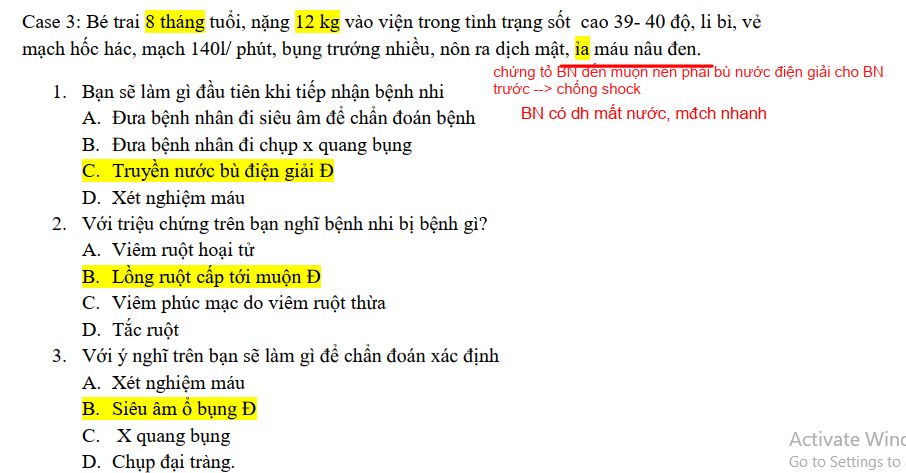 Case 3: Bé trai 8 tháng tuổi, nặng 12 kg vào viện trong tình trạng sốt cao 39- 40 độ, li bì, vẻ
mạch hốc hác, mạch 140l/ phút, bụng trướng nhiều, nôn ra dịch mật, ỉa máu nâu đen.
chứng tỏ BN đến muộn nên phải bù nước điện giải cho BN
trước --> chống shock
BN có dh mất nước, mđch nhanh
1. Bạn sẽ làm gì đầu tiên khi tiếp nhận bệnh nhi
A. Đưa bệnh nhân đi siêu âm để chẩn đoán bệnh
B. Đưa bệnh nhân đi chụp x quang bụng
C. Truyền nước bù điện giải Đ
D. Xét nghiệm máu
2. Với triệu chứng trên bạn nghĩ bệnh nhi bị bệnh gì?
A. Viêm ruột hoại tử
B. Lồng ruột cấp tới muộn Đ
C. Viêm phúc mạc do viêm ruột thừa
D. Tắc ruột
3. Với ý nghĩ trên bạn sẽ làm gì để chẩn đoán xác định
A. Xét nghiệm máu
B. Siêu âm ổ bụng Đ
C. X quang bụng
D. Chụp đại tràng.
Activate Wind
Go to Settings to